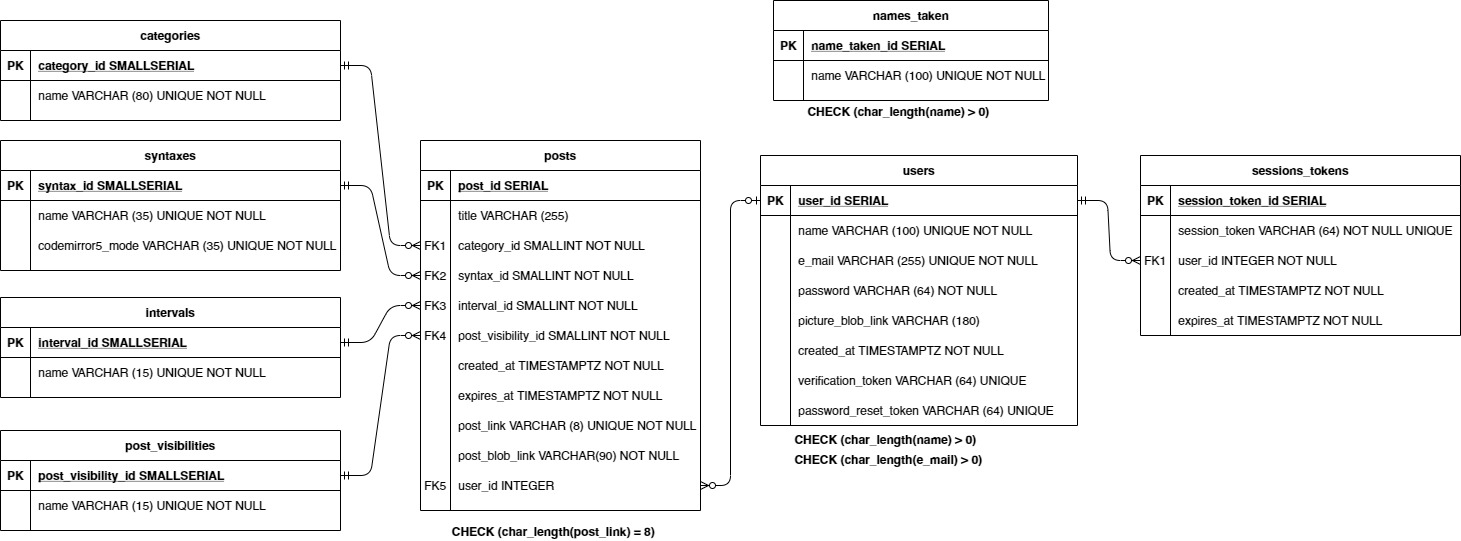 categories
PK category_id SMALLSERIAL
name VARCHAR (80) UNIQUE NOT NULL
syntaxes
PK syntax_id SMALLSERIAL
name VARCHAR (35) UNIQUE NOT NULL
codemirror5_mode VARCHAR (35) UNIQUE NOT NULL
intervals
PK interval_id SMALLSERIAL
name VARCHAR (15) UNIQUE NOT NULL
post_visibilities
PK post_visibility_id SMALLSERIAL
name VARCHAR (15) UNIQUE NOT NULL
posts
PK post_id SERIAL
title VARCHAR (255)
FK1 category_id SMALLINT NOT NULL
FK2 syntax_id SMALLINT NOT NULL
FK3 interval_id SMALLINT NOT NULL
FK4 post_visibility_id SMALLINT NOT NULL
created_at TIMESTAMPTZ NOT NULL
expires_at TIMESTAMPTZ NOT NULL
post_link VARCHAR (8) UNIQUE NOT NULL
post_blob_link VARCHAR(90) NOT NULL
FK5 user_id INTEGER
CHECK (char_length(post_link) = 8)
names_taken
PK name_taken_id SERIAL
name VARCHAR (100) UNIQUE NOT NULL
CHECK (char_length(name) > 0)
users
PK user_id SERIAL
name VARCHAR (100) UNIQUE NOT NULL
e_mail VARCHAR (255) UNIQUE NOT NULL
password VARCHAR (64) NOT NULL
picture_blob_link VARCHAR (180)
created_at TIMESTAMPTZ NOT NULL
verification_token VARCHAR (64) UNIQUE
password_reset_token VARCHAR (64) UNIQUE
CHECK (char_length(name) > 0)
CHECK (char_length(e_mail) > 0)
sessions_tokens
PK session_token_id SERIAL
session_token VARCHAR (64) NOT NULL UNIQUE
FK1 user_id INTEGER NOT NULL
created_at TIMESTAMPTZ NOT NULL
expires_at TIMESTAMPTZ NOT NULL